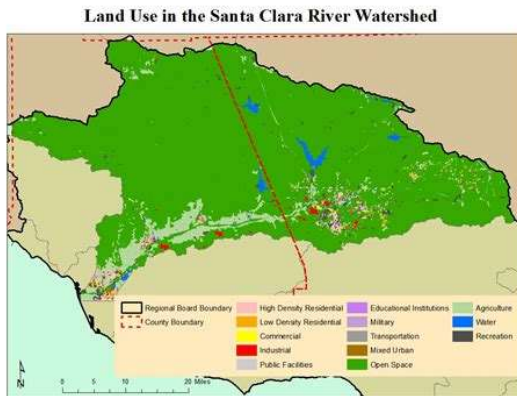 Land Use in the Santa Clara River Watershed
Regional Board Boundary
County Boundary
High Density Residential
Low Density Residential
Commercial
Industrial
Public Facilities
Educational Institutions
Military
Transportation
Mixed Urban
Open Space
Agriculture
Water
Recreation
N
0 5 10 20 Miles